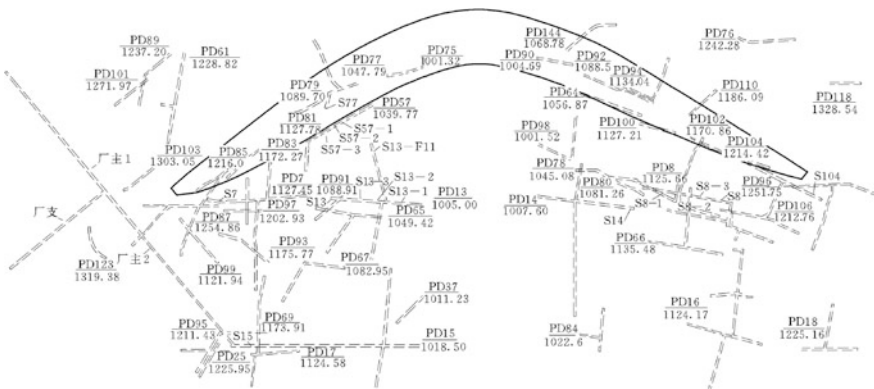 PD89
1237.20
PD61
1228.82
PD101
1271.97
PD77
1047.79
PD75
1001.32
PD144
1068.78
PD90
1004.69
PD92
1088.5
PD94
1134.04
PD76
1242.28
PD110
1186.09
PD118
1328.54
PD79
1089.70
S77
PD57
1039.77
PD64
1056.87
PD81
1127.78
S57-1
S57-2
S57-3
S13-F11
PD98
1001.52
PD100
1127.21
PD102
1170.86
PD104
1214.42
PD103
1303.05
PD85
1216.0
PD83
1172.27
厂主1
厂支
厂主2
S7
PD7
1127.45
PD91
1088.91
S13-3
S13-2
S13-1
S13
PD13
1005.00
PD65
1049.42
PD97
1202.93
PD87
1254.86
PD78
1045.08
PD80
1081.26
PD8
1125.66
S8-3
S8
S8-1
S8-2
PD96
1251.75
S104
PD106
1212.76
PD14
1007.60
S14
PD66
1135.48
PD93
1175.77
PD67
1082.95
PD99
1121.94
PD123
1319.38
PD37
1011.23
PD16
1124.17
PD18
1225.16
PD95
1211.43
S15
PD69
1173.91
PD15
1018.50
PD84
1022.6
PD25
1225.95
PD17
1124.58